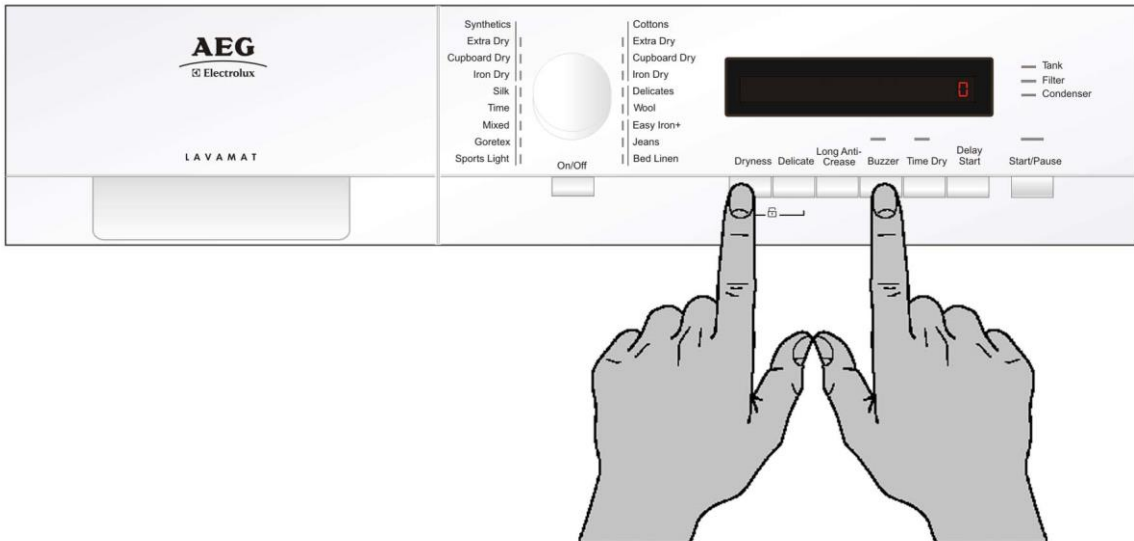 AEG
Electrolux
LAVAMAT
Synthetics
Extra Dry
Cupboard Dry
Iron Dry
Silk
Time
Mixed
Goretex
Sports Light
Cottons
Extra Dry
Cupboard Dry
Iron Dry
Delicates
Wool
Easy Iron+
Jeans
Bed Linen
On/Off
0
Tank
Filter
Condenser
Dryness
Delicate
Long Anti-
Crease
Buzzer
Time Dry
Delay
Start
Start/Pause